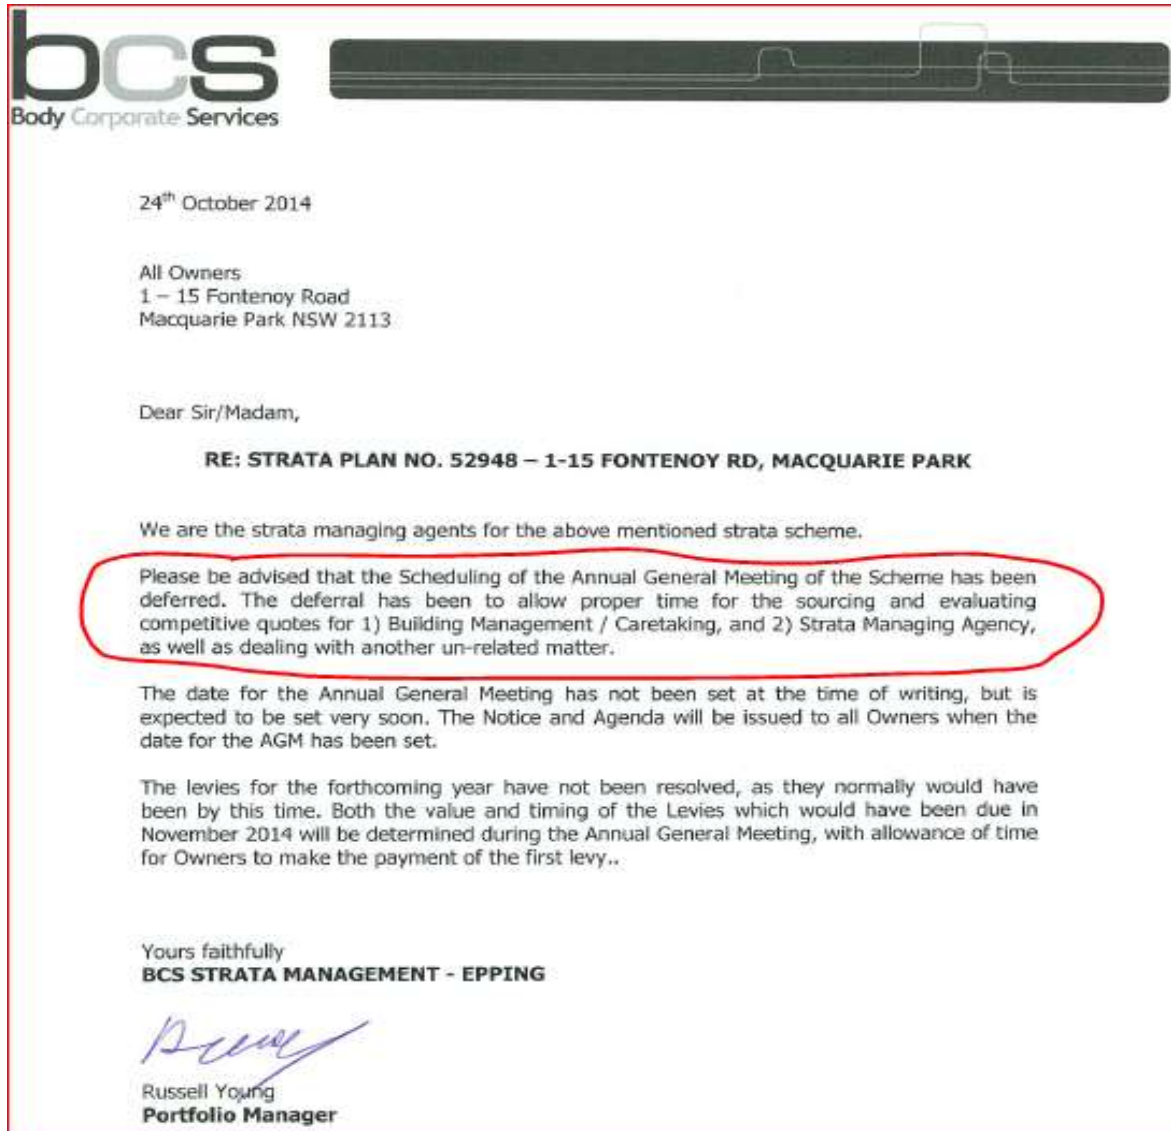 bcs
Body Corporate Services
24th October 2014
All Owners
1 – 15 Fontenoy Road
Macquarie Park NSW 2113
Dear Sir/Madam,
RE: STRATA PLAN NO. 52948 – 1-15 FONTENOY RD, MACQUARIE PARK
We are the strata managing agents for the above mentioned strata scheme.
Please be advised that the Scheduling of the Annual General Meeting of the Scheme has been
deferred. The deferral has been to allow proper time for the sourcing and evaluating
competitive quotes for 1) Building Management / Caretaking, and 2) Strata Managing Agency,
as well as dealing with another un-related matter.
The date for the Annual General Meeting has not been set at the time of writing, but is
expected to be set very soon. The Notice and Agenda will be issued to all Owners when the
date for the AGM has been set.
The levies for the forthcoming year have not been resolved, as they normally would have
been by this time. Both the value and timing of the Levies which would have been due in
November 2014 will be determined during the Annual General Meeting, with allowance of time
for Owners to make the payment of the first levy..
Yours faithfully
BCS STRATA MANAGEMENT - EPPING
Russell Young
Portfolio Manager